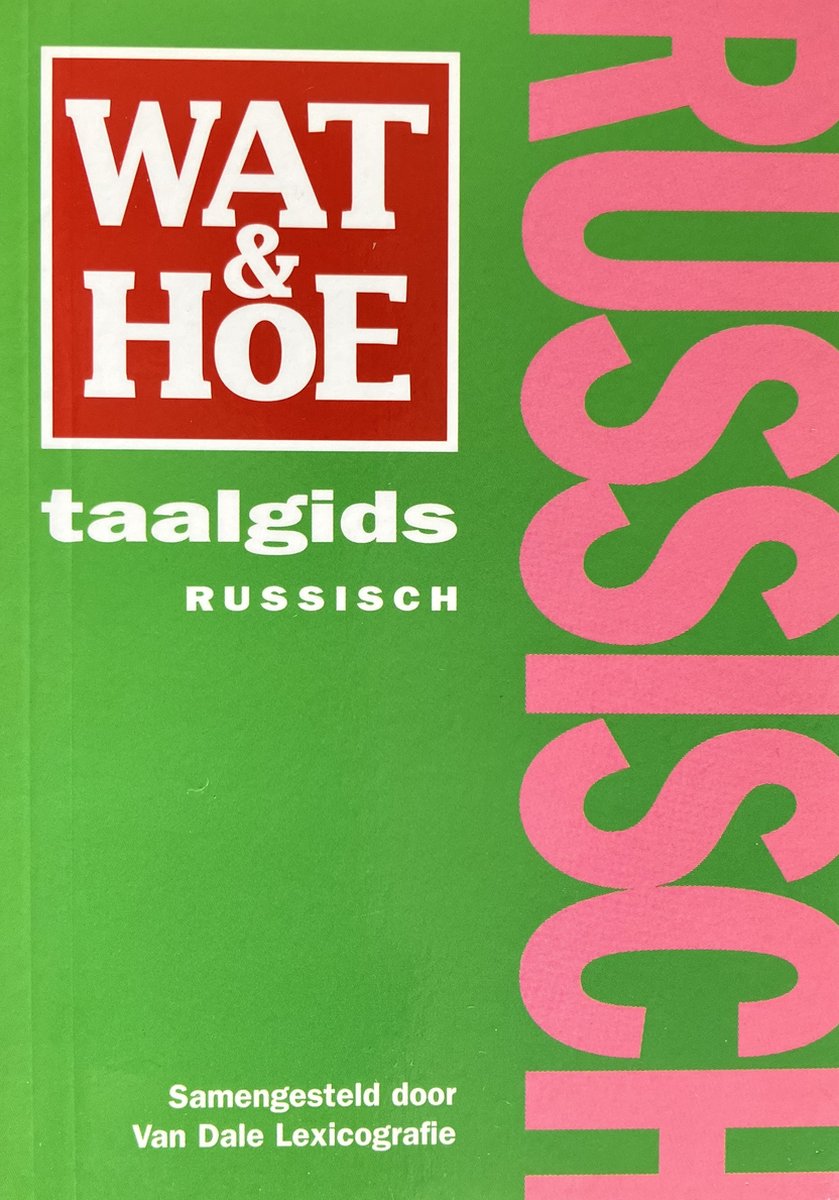 WAT
&
HOE
taalgids
RUSSISCH
RUSSISCH
Samengesteld door
Van Dale Lexicografie